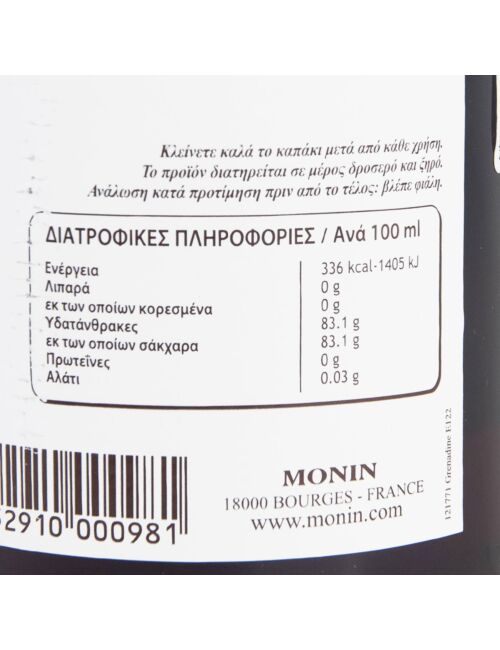 Κλείνετε καλά το καπάκι μετά από κάθε χρήση.
Το προϊόν διατηρείται σε μέρος δροσερό και ξηρό.
Ανάλωση κατά προτίμηση πριν από το τέλος: βλέπε φιάλη.
ΔΙΑΤΡΟΦΙΚΕΣ ΠΛΗΡΟΦΟΡΙΕΣ / Ανά 100 ml
Ενέργεια 336 kcal-1405 kJ
Λιπαρά 0 g
εκ των οποίων κορεσμένα 0 g
Υδατάνθρακες 83.1 g
εκ των οποίων σάκχαρα 83.1 g
Πρωτεΐνες 0 g
Αλάτι 0.03 g
52910 000981
MONIN
18000 BOURGES - FRANCE
www.monin.com
121771 Grenadine E122